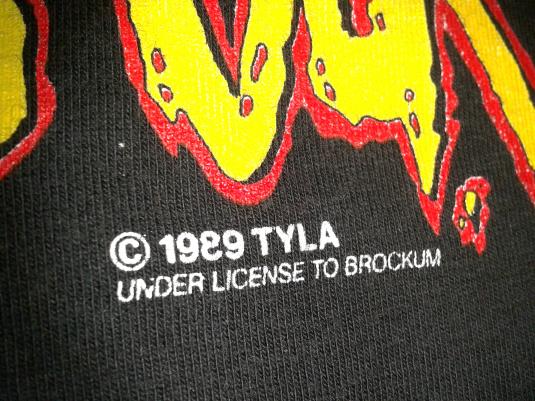 © 1989 TYLA
UNDER LICENSE TO BROCKUM